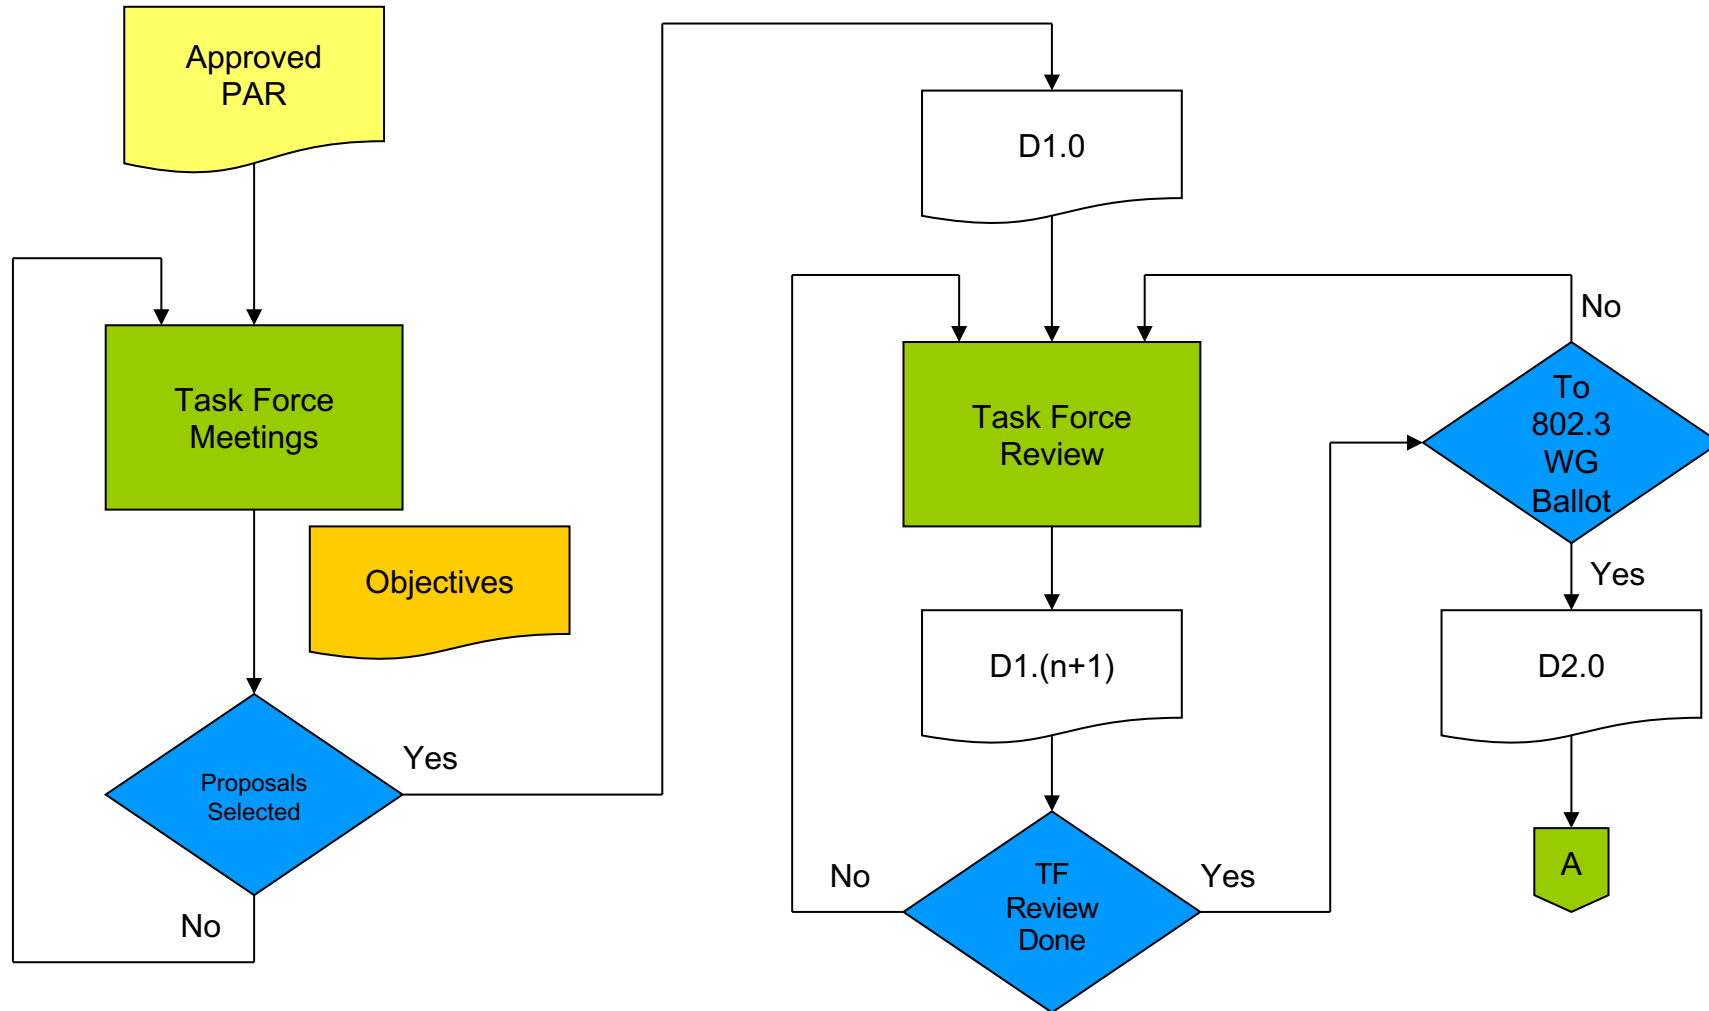 Approved
PAR
Task Force
Meetings
Objectives
Proposals
Selected
Yes
No
D1.0
Task Force
Review
D1.(n+1)
TF
Review
Done
No
Yes
To
802.3
WG
Ballot
No
Yes
D2.0
A